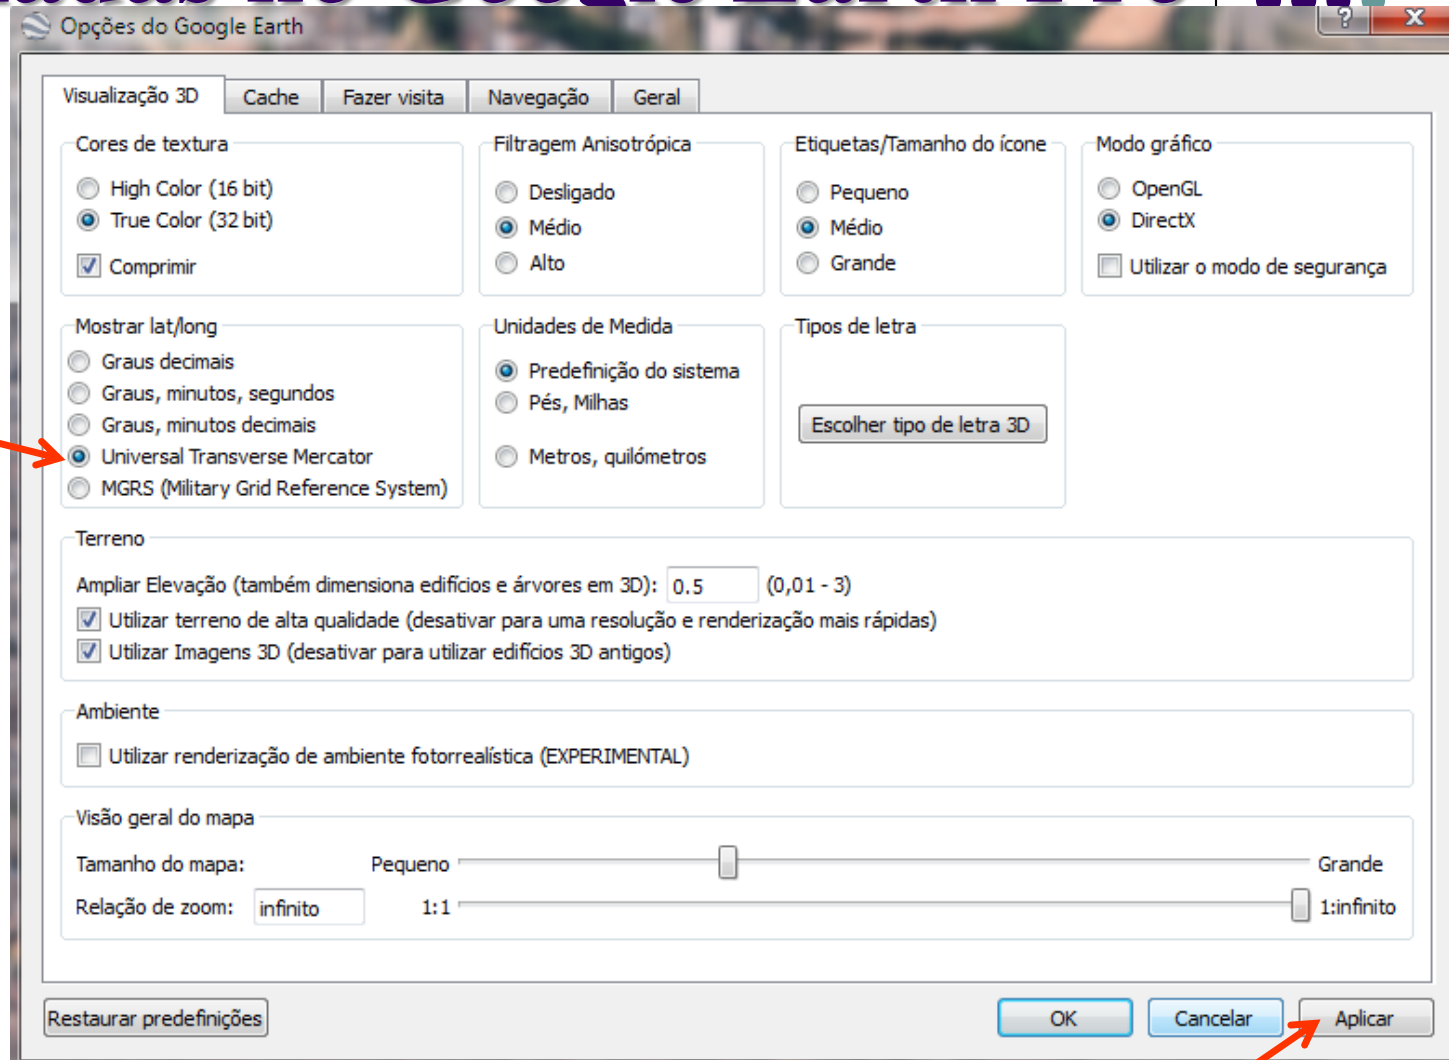 no Google Earth Pro
Opções do Google Earth
?
X
Visualização 3D
Cache
Fazer visita
Navegação
Geral
Cores de textura
High Color (16 bit)
True Color (32 bit)
Comprimir
Filtragem Anisotrópica
Desligado
Médio
Alto
Etiquetas/Tamanho do ícone
Pequeno
Médio
Grande
Modo gráfico
OpenGL
DirectX
Utilizar o modo de segurança
Mostrar lat/long
Graus decimais
Graus, minutos, segundos
Graus, minutos decimais
Universal Transverse Mercator
MGRS (Military Grid Reference System)
Unidades de Medida
Predefinição do sistema
Pés, Milhas
Metros, quilómetros
Tipos de letra
Escolher tipo de letra 3D
Terreno
Ampliar Elevação (também dimensiona edifícios e árvores em 3D): 0.5 (0,01 - 3)
Utilizar terreno de alta qualidade (desativar para uma resolução e renderização mais rápidas)
Utilizar Imagens 3D (desativar para utilizar edifícios 3D antigos)
Ambiente
Utilizar renderização de ambiente fotorrealística (EXPERIMENTAL)
Visão geral do mapa
Tamanho do mapa: Pequeno Grande
Relação de zoom: infinito 1:1 1:infinito
Restaurar predefinições
OK
Cancelar
Aplicar